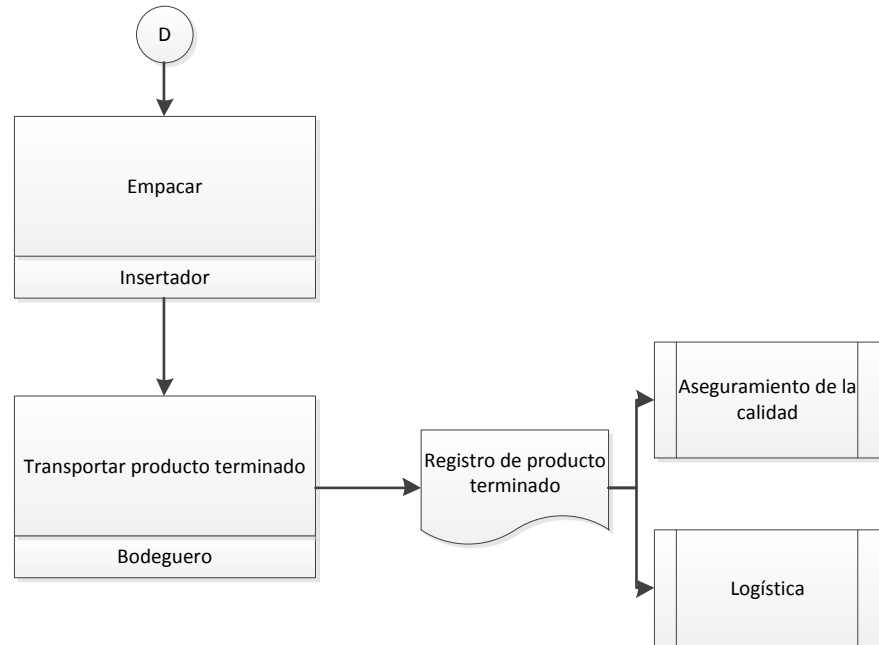 D
Empacar
Insertador
Transportar producto terminado
Bodeguero
Registro de producto
terminado
Aseguramiento de la
calidad
Logística